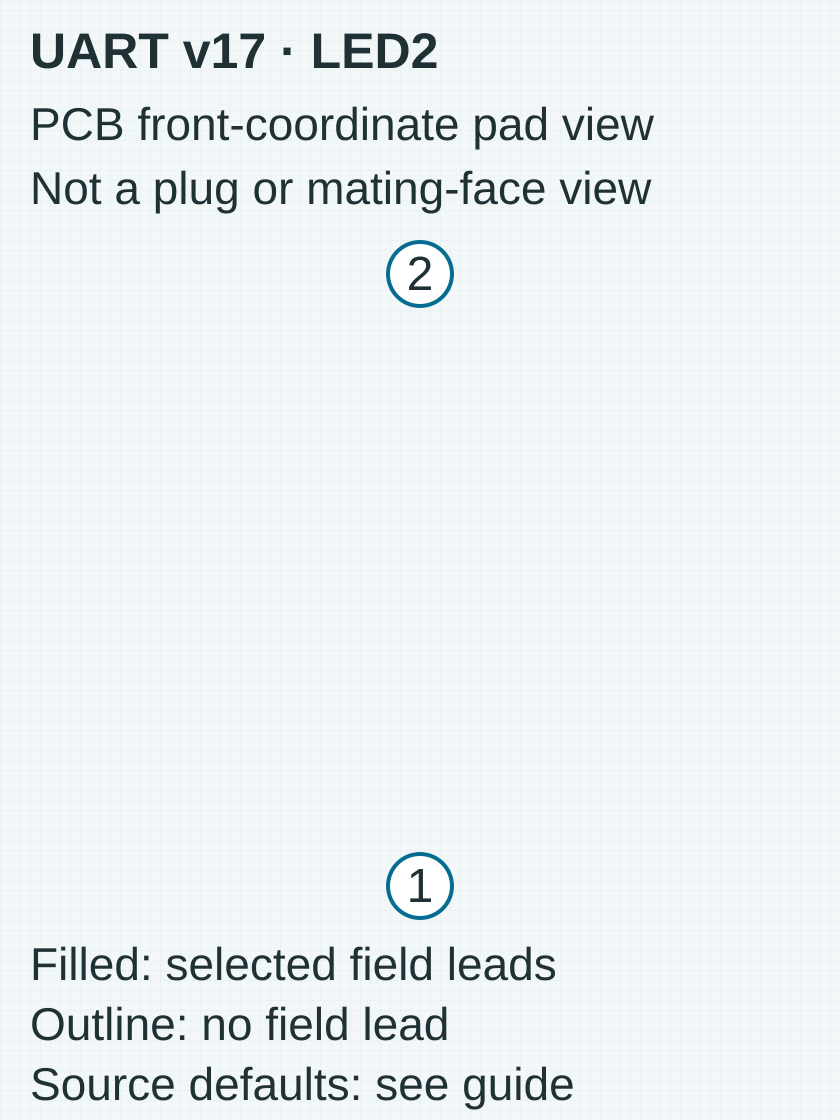 UART v17 · LED2
PCB front-coordinate pad view
Not a plug or mating-face view
2
1
Filled: selected field leads
Outline: no field lead
Source defaults: see guide